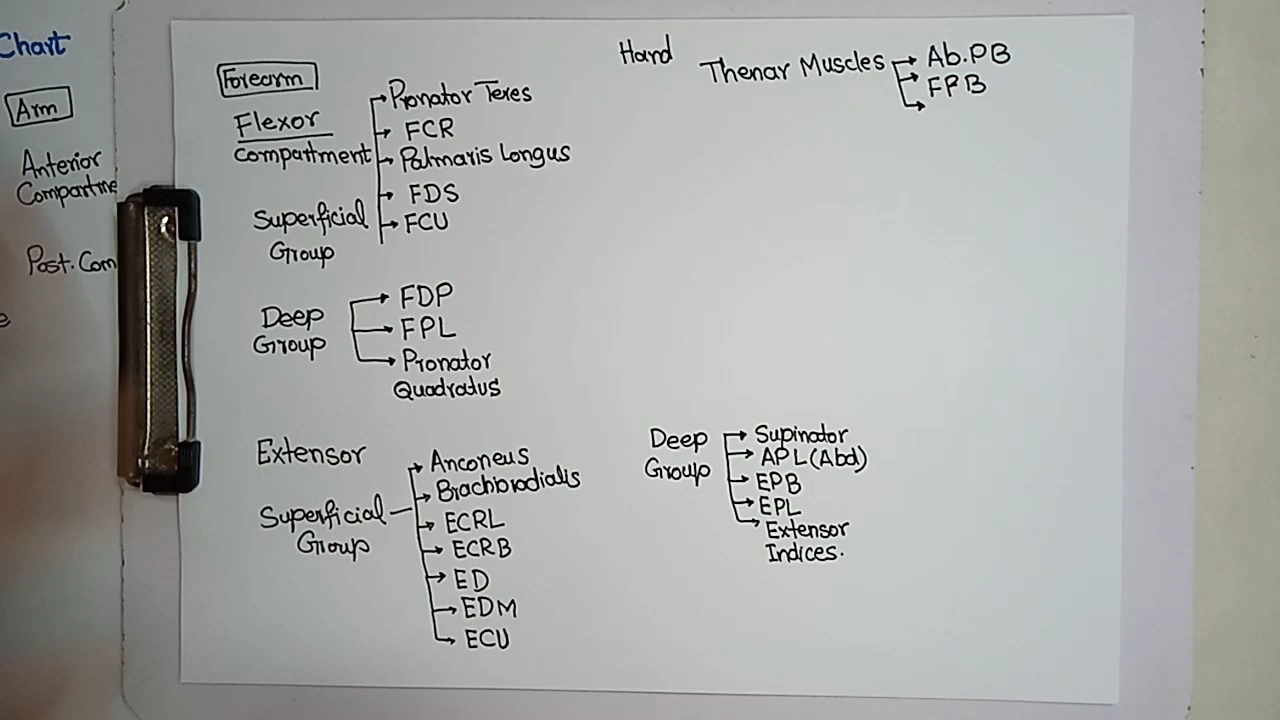 Chart
Arm
Anterior
Compartme
Post. Com
e
Forearm
Flexor
Compartment
Superficial
Group
Pronator Teres
FCR
Palmaris Longus
FDS
FCU
Deep
Group
FDP
FPL
Pronator
Quadratus
Extensor
Superficial
Group
Anconeus
Brachioradialis
ECRL
ECRB
ED
EDM
ECU
Hand
Thenar Muscles
Ab.PB
FPB
Deep
Group
Supinator
APL(Abd)
EPB
EPL
Extensor
Indices.